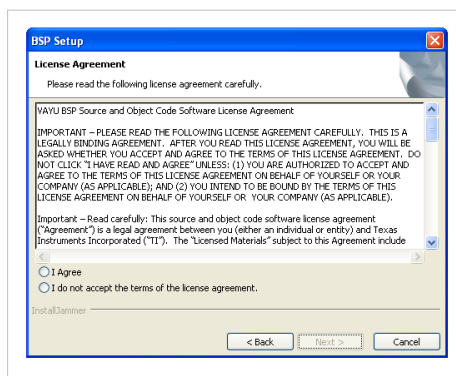 BSP Setup
License Agreement
Please read the following license agreement carefully.
VAYU BSP Source and Object Code Software License Agreement
IMPORTANT – PLEASE READ THE FOLLOWING LICENSE AGREEMENT CAREFULLY. THIS IS A
LEGALLY BINDING AGREEMENT. AFTER YOU READ THIS LICENSE AGREEMENT, YOU WILL BE
ASKED WHETHER YOU ACCEPT AND AGREE TO THE TERMS OF THIS LICENSE AGREEMENT. DO
NOT CLICK "I HAVE READ AND AGREE" UNLESS: (1) YOU ARE AUTHORIZED TO ACCEPT AND
AGREE TO THE TERMS OF THIS LICENSE AGREEMENT ON BEHALF OF YOURSELF OR YOUR
COMPANY (AS APPLICABLE); AND (2) YOU INTEND TO BE BOUND BY THE TERMS OF THIS
LICENSE AGREEMENT ON BEHALF OF YOURSELF OR YOUR COMPANY (AS APPLICABLE).
Important – Read carefully: This source and object code software license agreement
("Agreement") is a legal agreement between you (either an individual or entity) and Texas
Instruments Incorporated ("TI"). The "Licensed Materials" subject to this Agreement include
I Agree
I do not accept the terms of the license agreement.
InstallJammer
< Back Next > Cancel